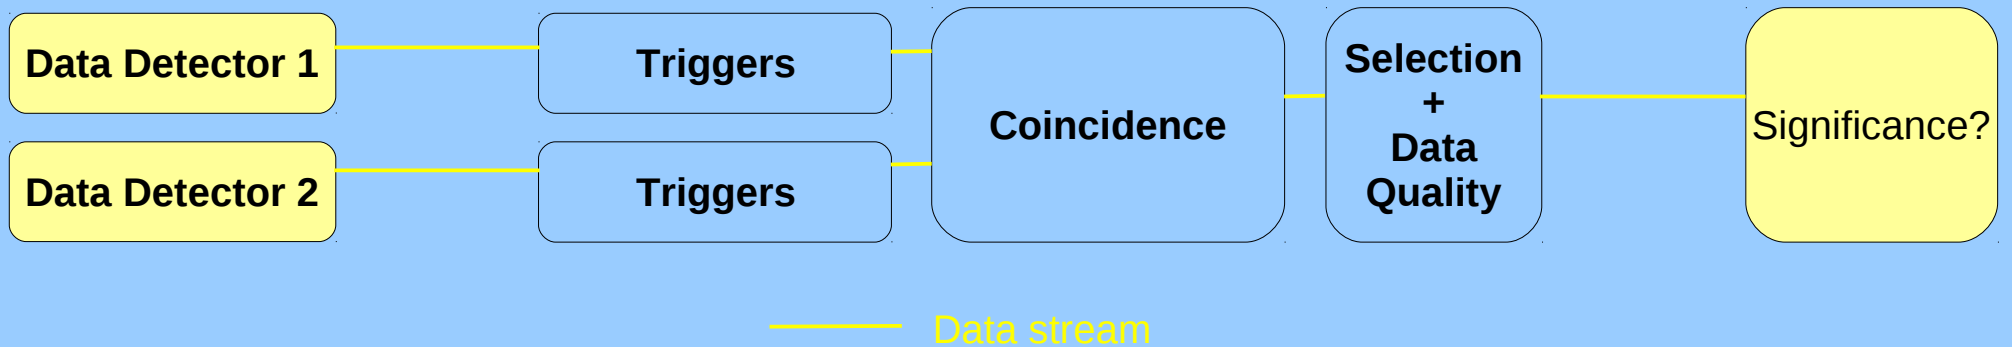 Data Detector 1
Triggers
Data Detector 2
Triggers
Coincidence
Selection
+
Data
Quality
Significance?
Data stream